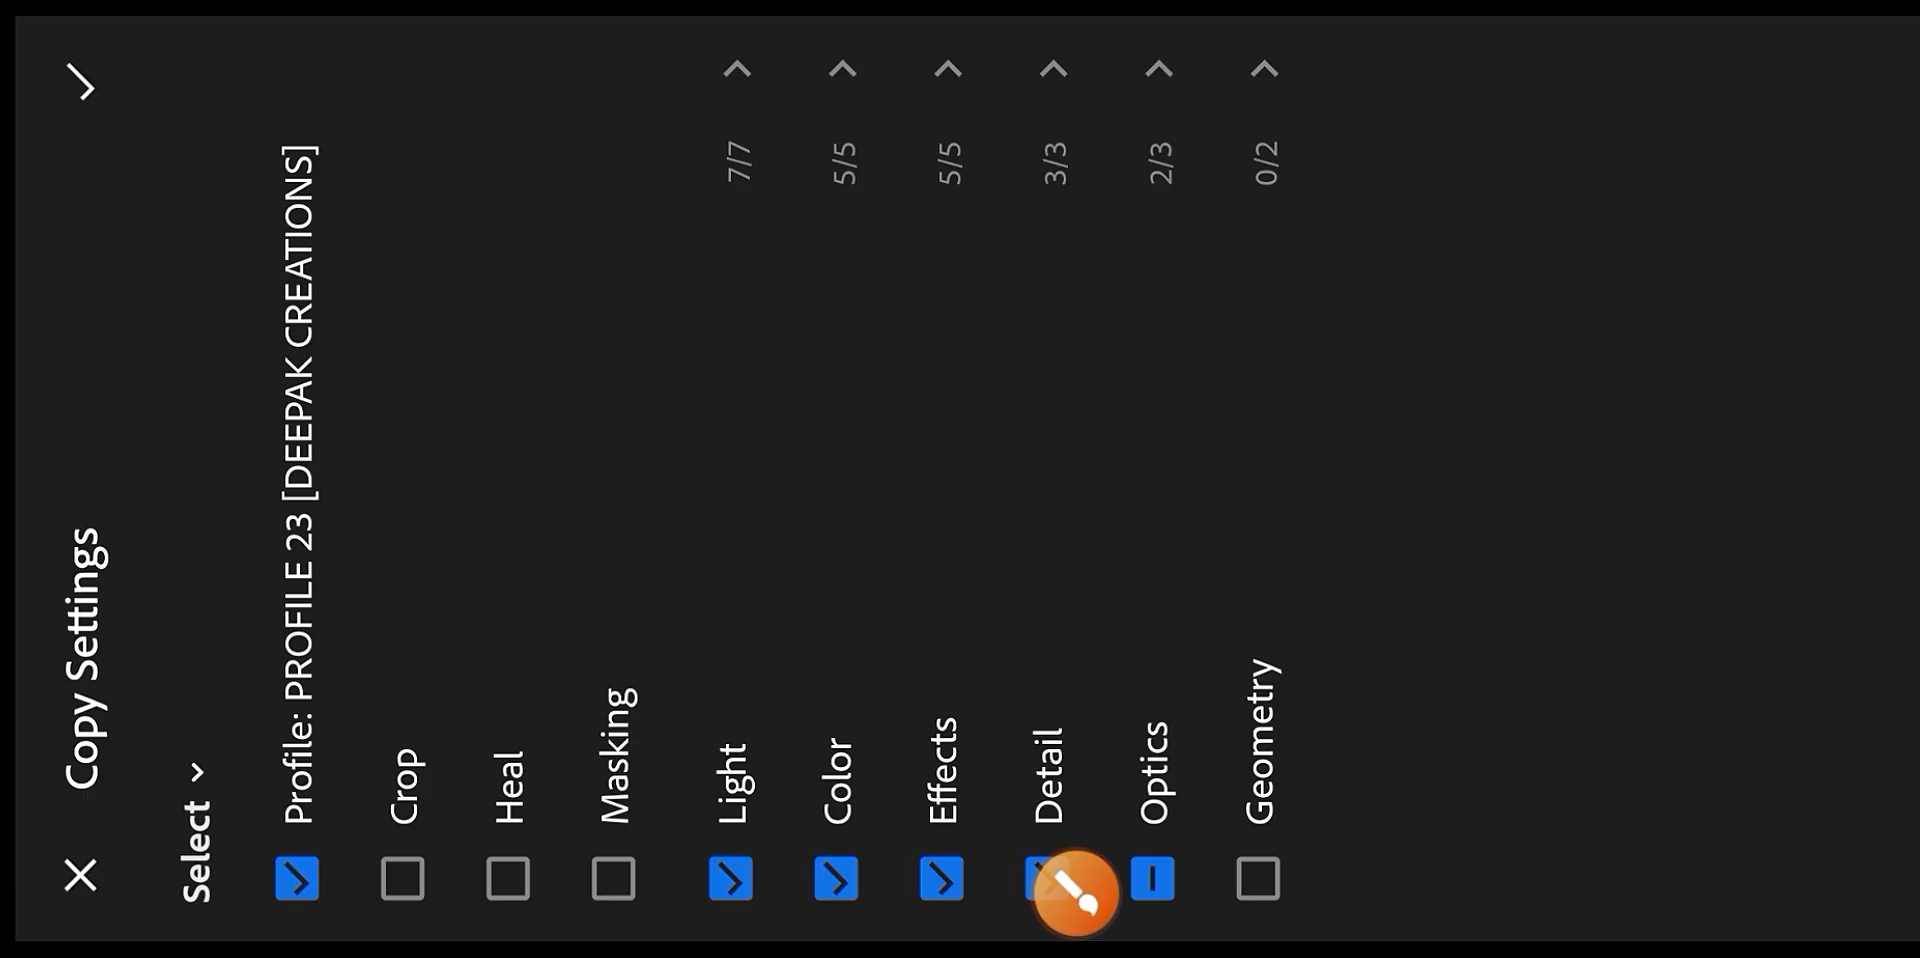 Copy Settings
Select
Profile: PROFILE 23 [DEEPAK CREATIONS]
Crop
Heal
Masking
Light 7/7
Color 5/5
Effects 5/5
Detail 3/3
Optics 2/3
Geometry 0/2